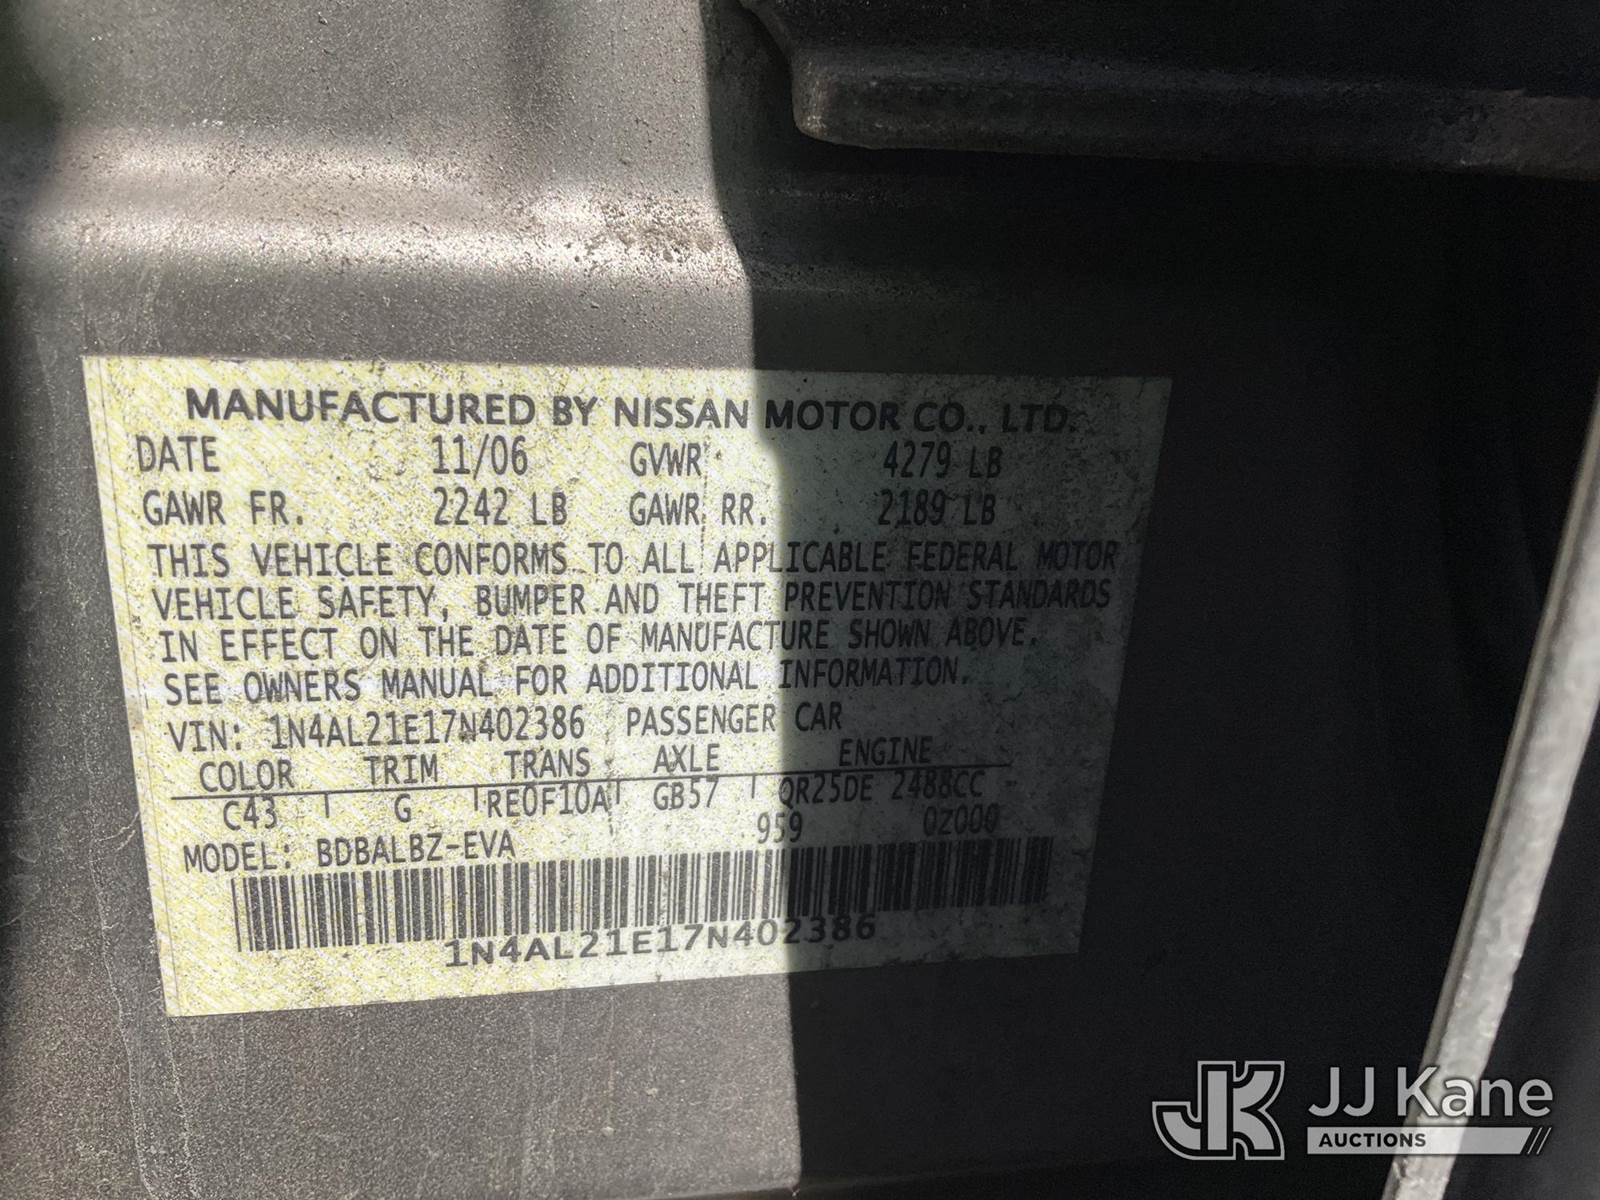 MANUFACTURED BY NISSAN MOTOR CO., LTD.
DATE 11/06 GVWR 4279 LB
GAWR FR. 2242 LB GAWR RR. 2189 LB
THIS VEHICLE CONFORMS TO ALL APPLICABLE FEDERAL MOTOR
VEHICLE SAFETY, BUMPER AND THEFT PREVENTION STANDARDS
IN EFFECT ON THE DATE OF MANUFACTURE SHOWN ABOVE.
SEE OWNERS MANUAL FOR ADDITIONAL INFORMATION.
VIN: 1N4AL21E17N402386 PASSENGER CAR
COLOR TRIM TRANS AXLE ENGINE
C43 G RE0F10A GB57 QR25DE 2488CC
959 0Z000
MODEL: BDBALBZ-EVA
1N4AL21E17N402386
JK JJ Kane
AUCTIONS